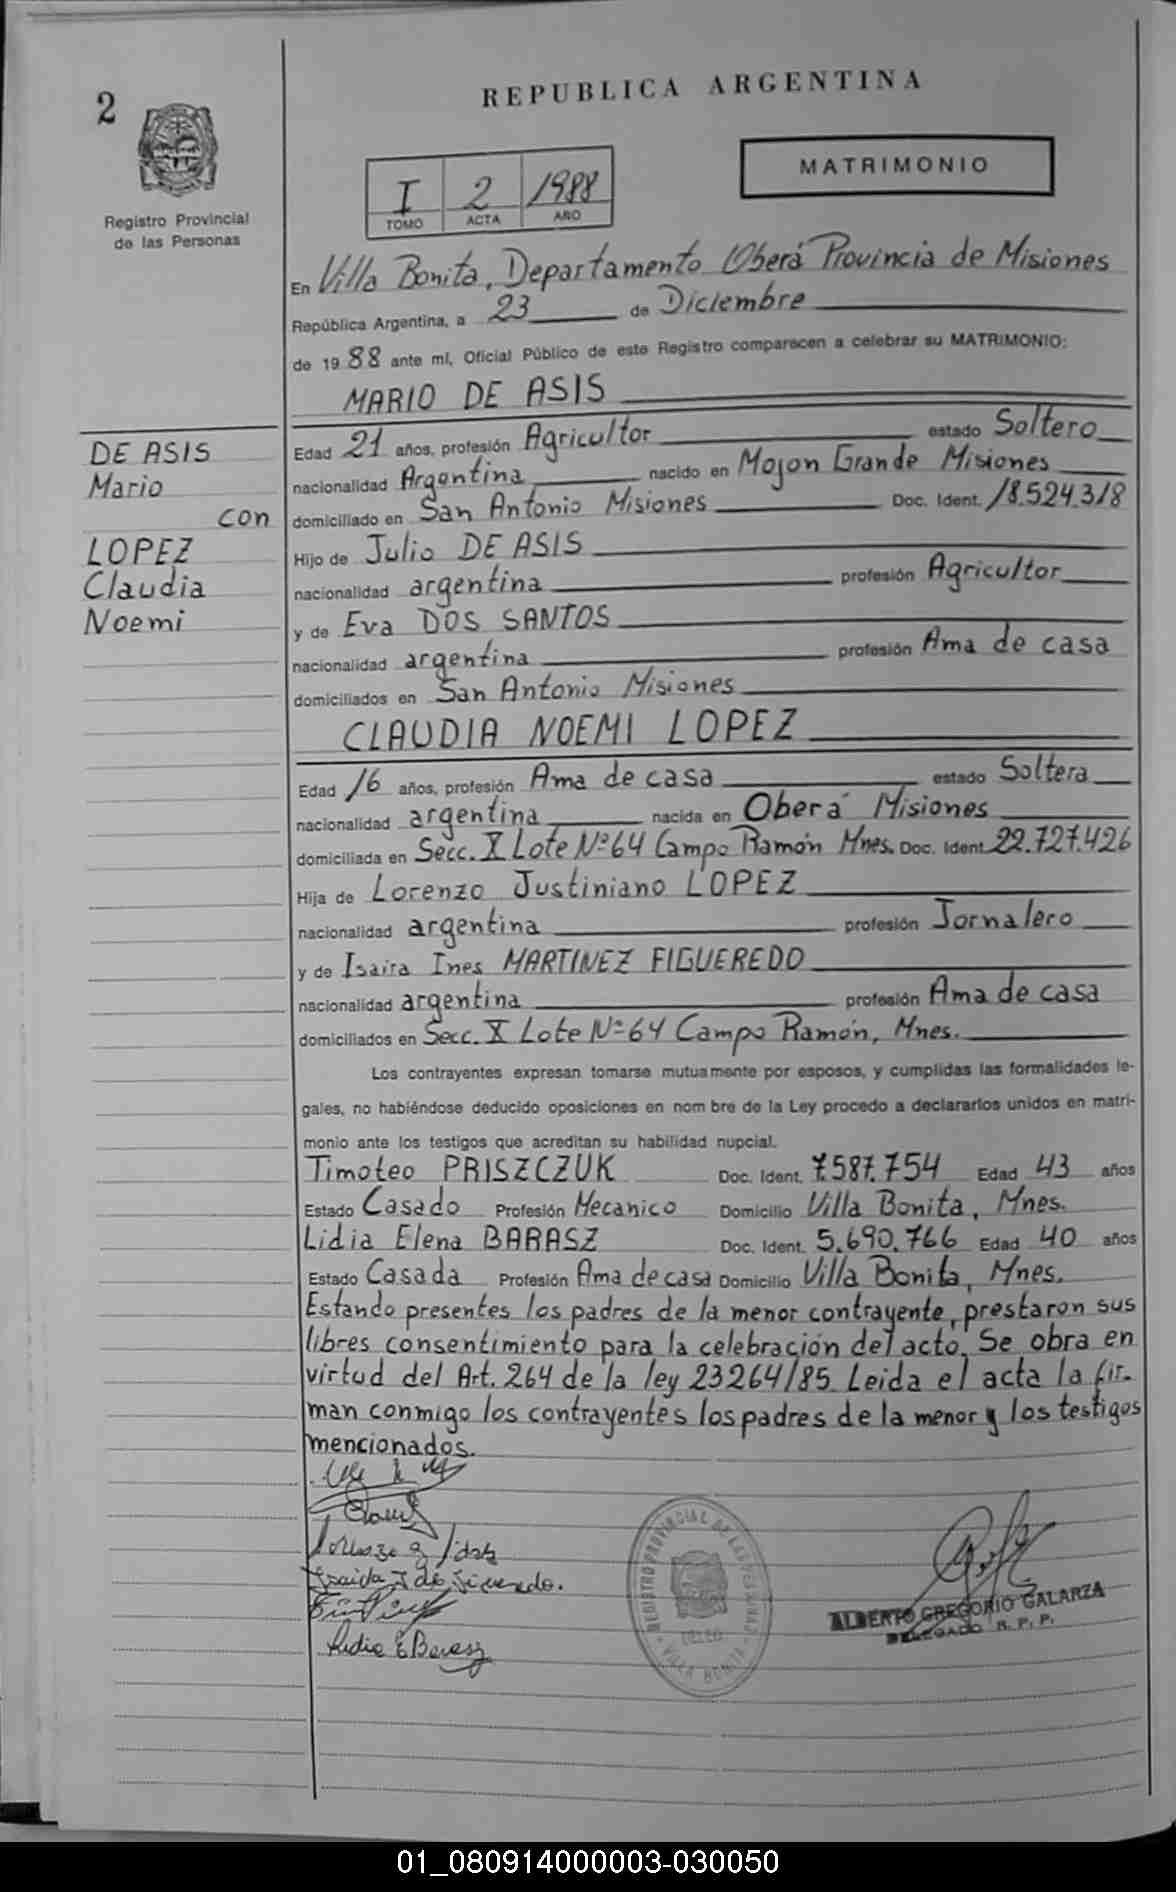 2
REPUBLICA ARGENTINA
Registro Provincial
de las Personas
I 2 1988
TOMO ACTA AÑO
MATRIMONIO
En Villa Bonita, Departamento Oberá Provincia de Misiones
República Argentina, a 23 de Diciembre
de 1988 ante mí, Oficial Público de este Registro comparecen a celebrar su MATRIMONIO:
MARIO DE ASIS
DE ASIS
Mario
con
LOPEZ
Claudia
Noemi
Edad 21 años, profesión Agricultor estado Soltero
nacionalidad Argentina nacido en Mojon Grande Misiones
domiciliado en San Antonio Misiones Doc. Ident. 18.524.318
Hijo de Julio DE ASIS
nacionalidad argentina profesión Agricultor
y de Eva DOS SANTOS
nacionalidad argentina profesión Ama de casa
domiciliados en San Antonio Misiones
CLAUDIA NOEMI LOPEZ
Edad 16 años, profesión Ama de casa estado Soltera
nacionalidad argentina nacida en Oberá Misiones
domiciliada en Secc. X Lote Nº 64 Campo Ramón Mnes. Doc. Ident. 22.727.426
Hija de Lorenzo Justiniano LOPEZ
nacionalidad argentina profesión Jornalero
y de Isaira Ines MARTINEZ FIGUEREDO
nacionalidad argentina profesión Ama de casa
domiciliados en Secc. X Lote Nº 64 Campo Ramón, Mnes.
Los contrayentes expresan tomarse mutuamente por esposos, y cumplidas las formalidades le-
gales, no habiéndose deducido oposiciones en nom bre de la Ley procedo a declararlos unidos en matri-
monio ante los testigos que acreditan su habilidad nupcial.
Timoteo PRISZCZUK Doc. Ident. 7.587.754 Edad 43 años
Estado Casado Profesión Mecanico Domicilio Villa Bonita, Mnes.
Lidia Elena BARASZ Doc. Ident. 5.690.766 Edad 40 años
Estado Casada Profesión Ama de casa Domicilio Villa Bonita, Mnes.
Estando presentes los padres de la menor contrayente, prestaron sus
libres consentimiento para la celebración del acto. Se obra en
virtud del Art. 264 de la ley 23264/85. Leida el acta la fir-
man conmigo los contrayentes los padres de la menor y los testigos
mencionados.
Lidia E Barasz
REGISTRO PROVINCIAL DE LAS PERSONAS
VILLA BONITA
ALBERTO GREGORIO GALARZA
DELEGADO R. P. P.
01_080914000003-030050